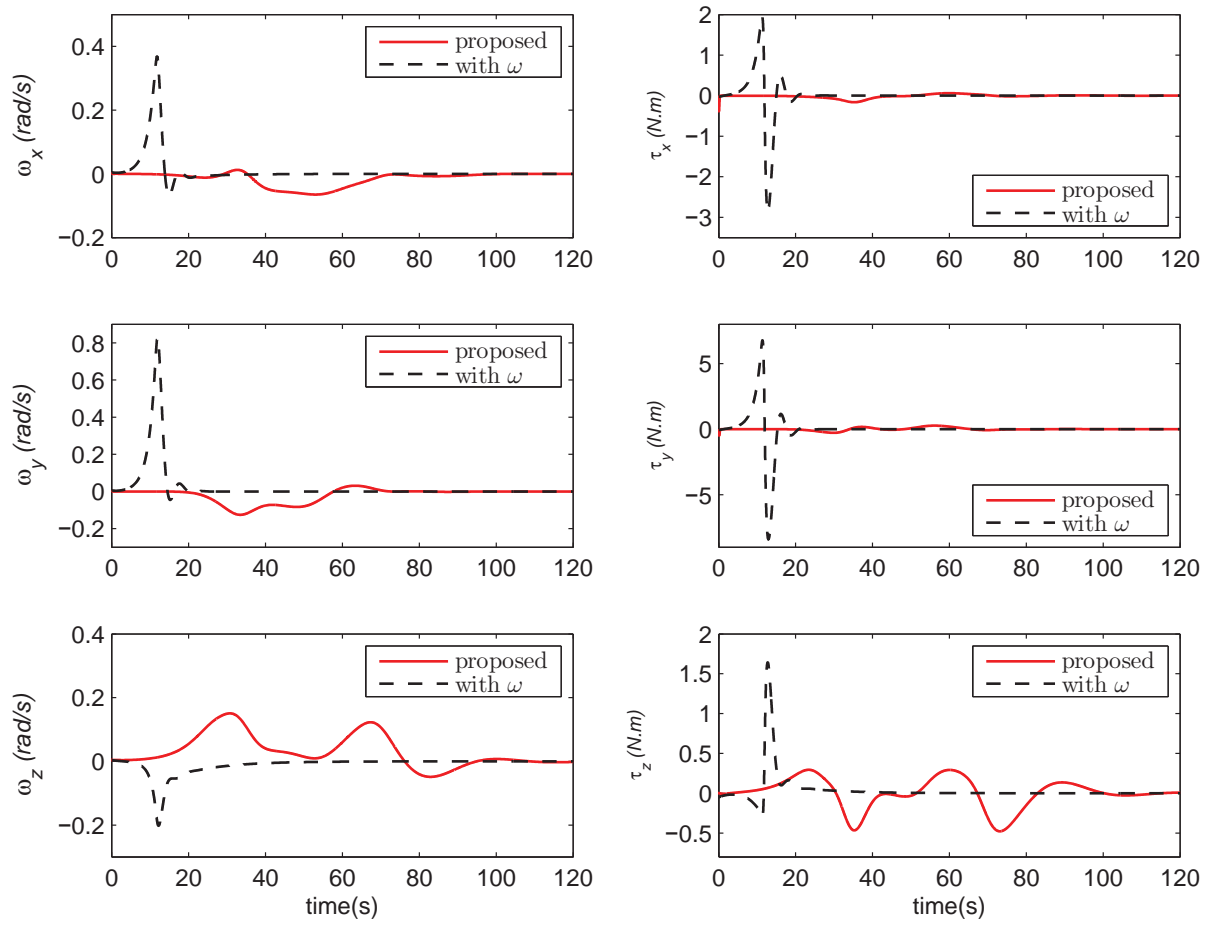 0.4
0.2
0
−0.2
ω_x (rad/s)
proposed
with ω
0 20 40 60 80 100 120
2
1
0
−1
−2
−3
τ_x (N.m)
proposed
with ω
0 20 40 60 80 100 120
0.8
0.6
0.4
0.2
0
−0.2
ω_y (rad/s)
proposed
with ω
0 20 40 60 80 100 120
5
0
−5
τ_y (N.m)
proposed
with ω
0 20 40 60 80 100 120
0.4
0.2
0
−0.2
ω_z (rad/s)
proposed
with ω
0 20 40 60 80 100 120
time(s)
2
1.5
1
0.5
0
−0.5
τ_z (N.m)
proposed
with ω
0 20 40 60 80 100 120
time(s)